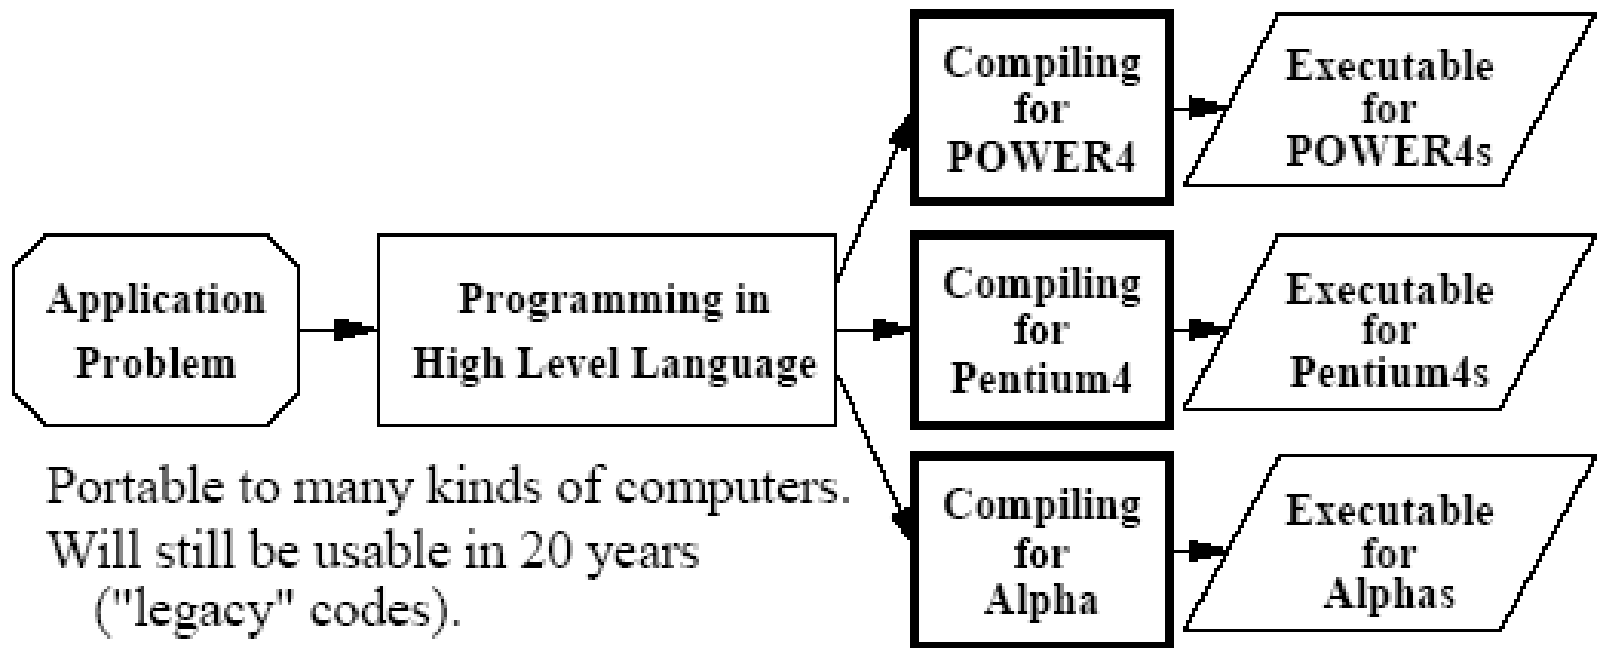 Application
Problem
Programming in
High Level Language
Compiling
for
POWER4
Executable
for
POWER4s
Compiling
for
Pentium4
Executable
for
Pentium4s
Compiling
for
Alpha
Executable
for
Alphas
Portable to many kinds of computers.
Will still be usable in 20 years
("legacy" codes).